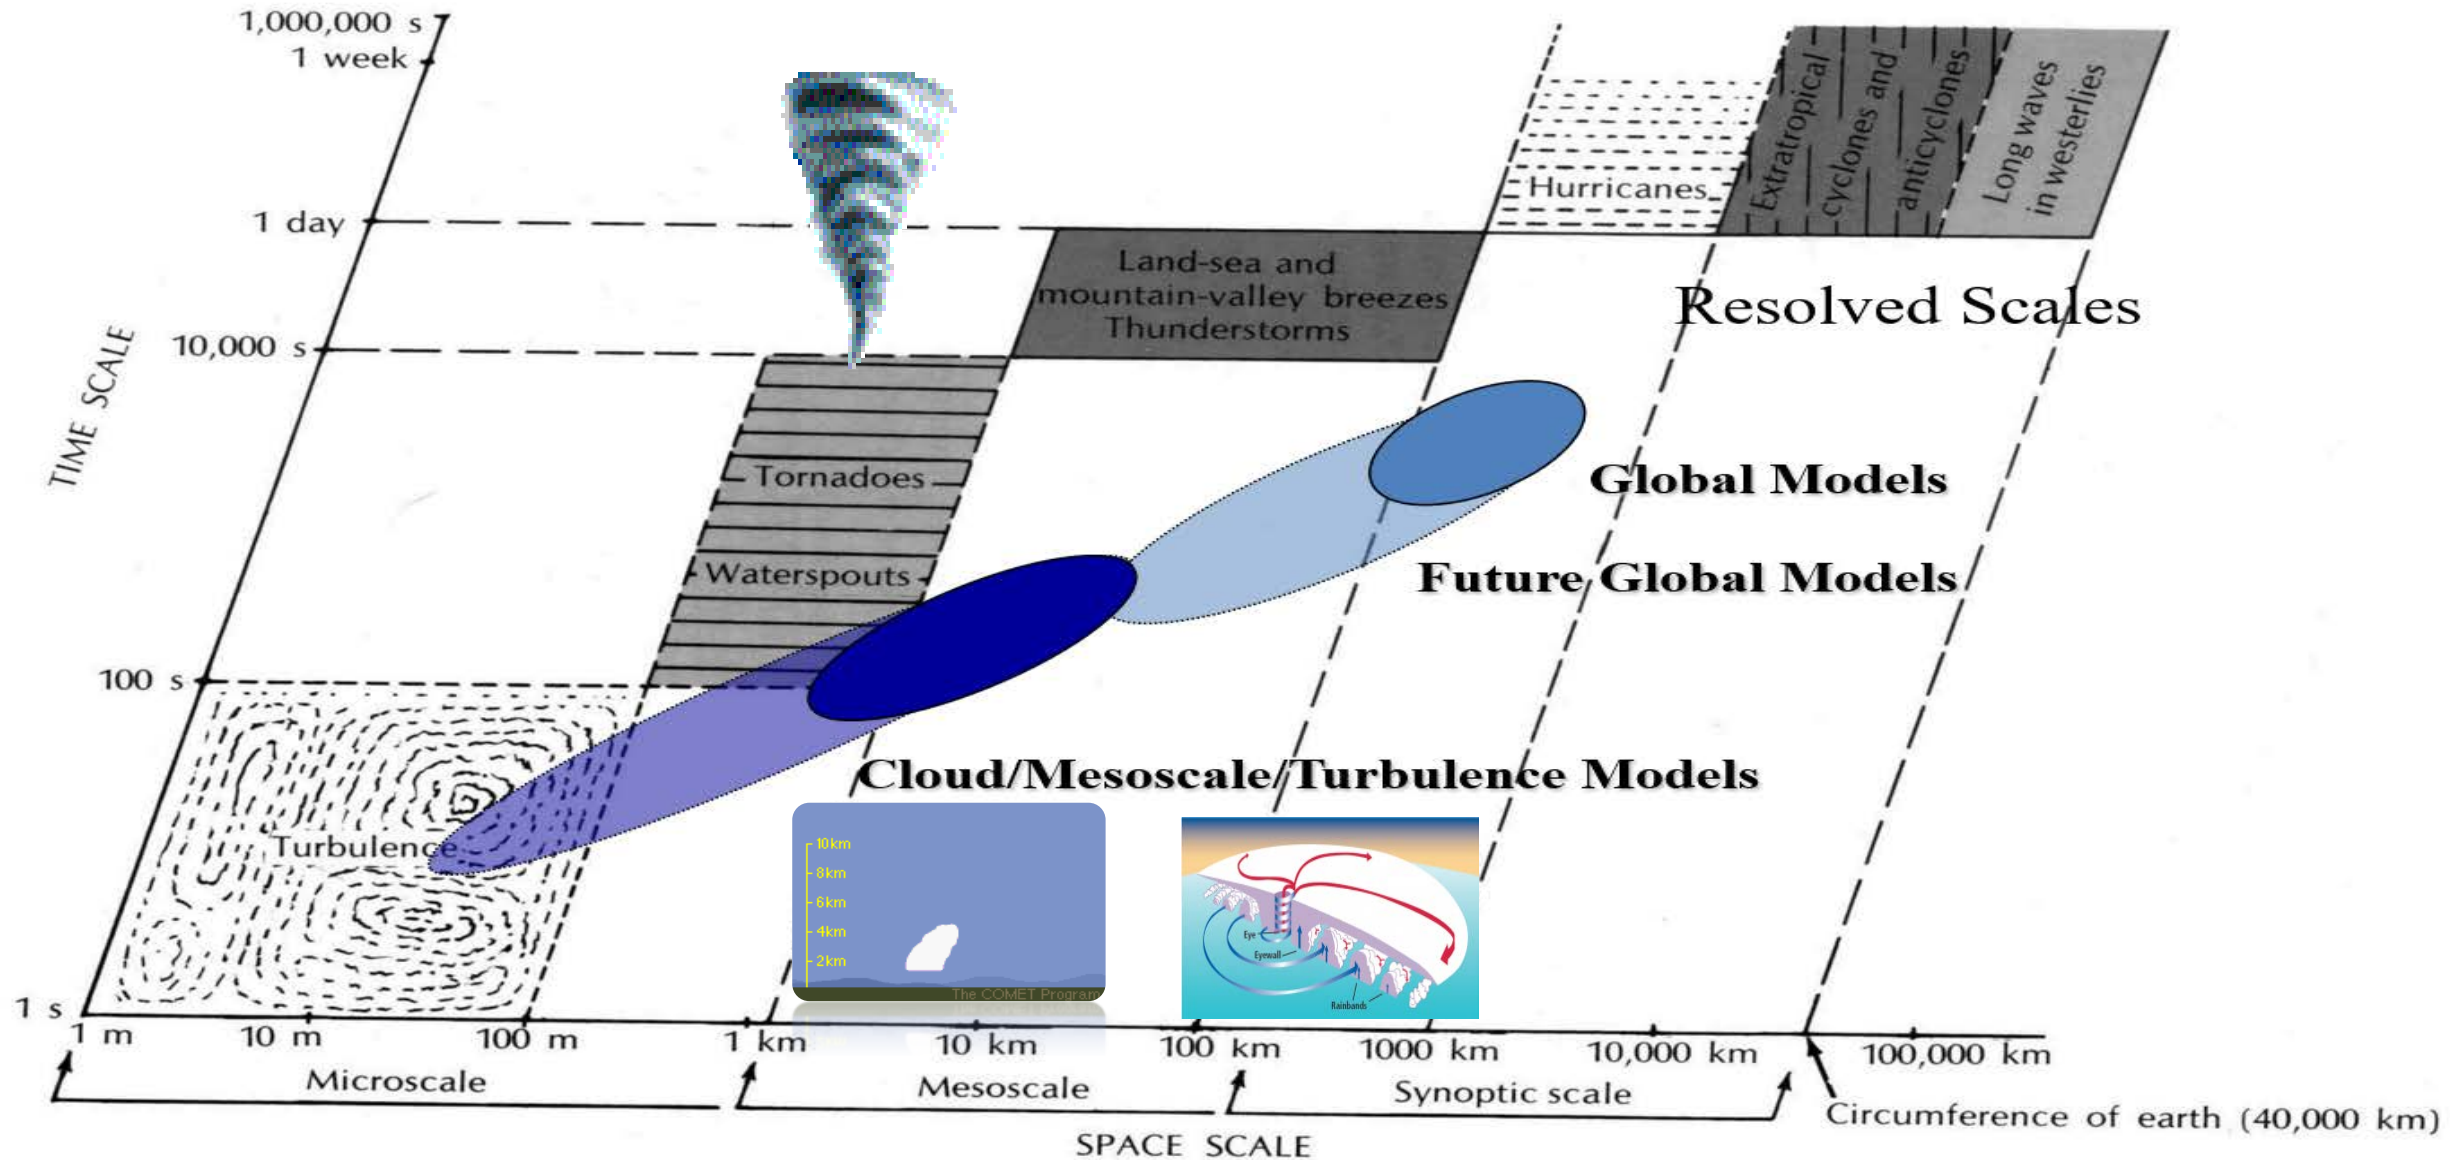 1,000,000 s
1 week
1 day
10,000 s
100 s
1 s
TIME SCALE
Hurricanes
Extratropical
cyclones and
anticyclones
Long waves
in westerlies
Land-sea and
mountain-valley breezes
Thunderstorms
Resolved Scales
Tornadoes
Waterspouts
Global Models
Future Global Models
Cloud/Mesoscale/Turbulence Models
Turbulence
10km
8km
6km
4km
2km
The COMET Program
Eye
Eyewall
Rainbands
1 m
10 m
100 m
1 km
10 km
100 km
1000 km
10,000 km
100,000 km
Microscale
Mesoscale
Synoptic scale
Circumference of earth (40,000 km)
SPACE SCALE